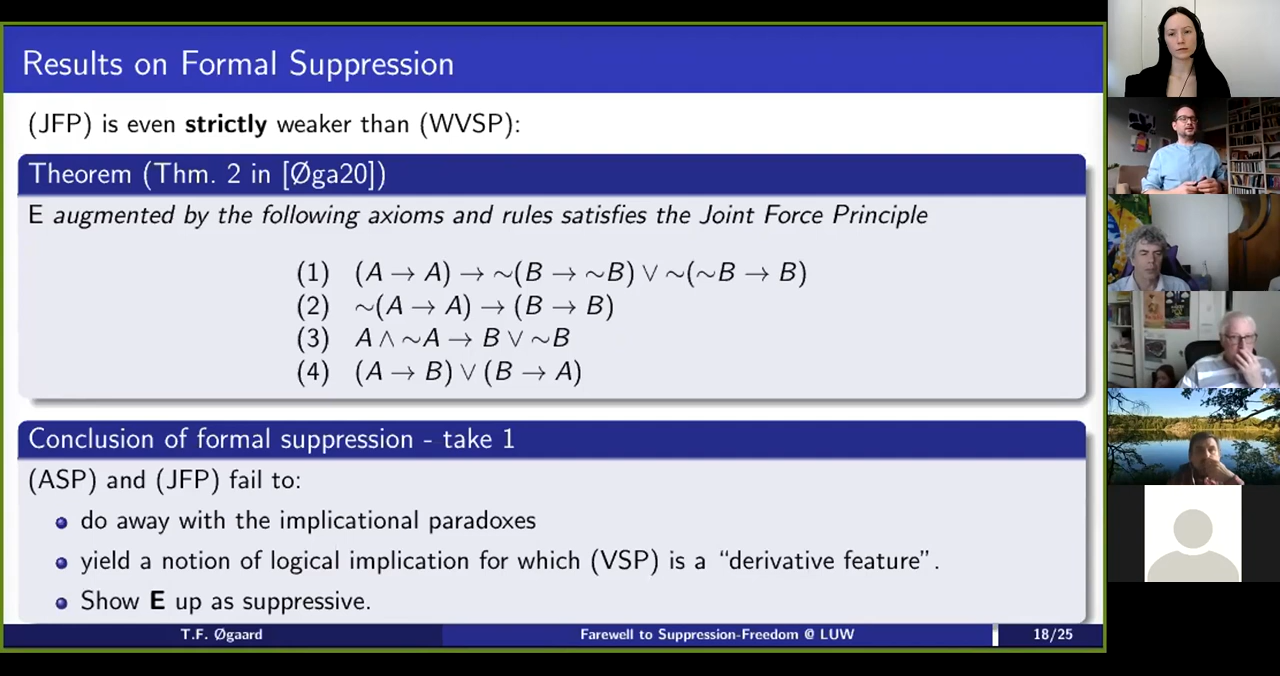 Results on Formal Suppression
(JFP) is even strictly weaker than (WVSP):
Theorem (Thm. 2 in [Øga20])
E augmented by the following axioms and rules satisfies the Joint Force Principle
(1) (A → A) → ∼(B → ∼B) ∨ ∼(∼B → B)
(2) ∼(A → A) → (B → B)
(3) A ∧ ∼A → B ∨ ∼B
(4) (A → B) ∨ (B → A)
Conclusion of formal suppression - take 1
(ASP) and (JFP) fail to:
do away with the implicational paradoxes
yield a notion of logical implication for which (VSP) is a “derivative feature”.
Show E up as suppressive.
T.F. Øgaard Farewell to Suppression-Freedom @ LUW 18/25